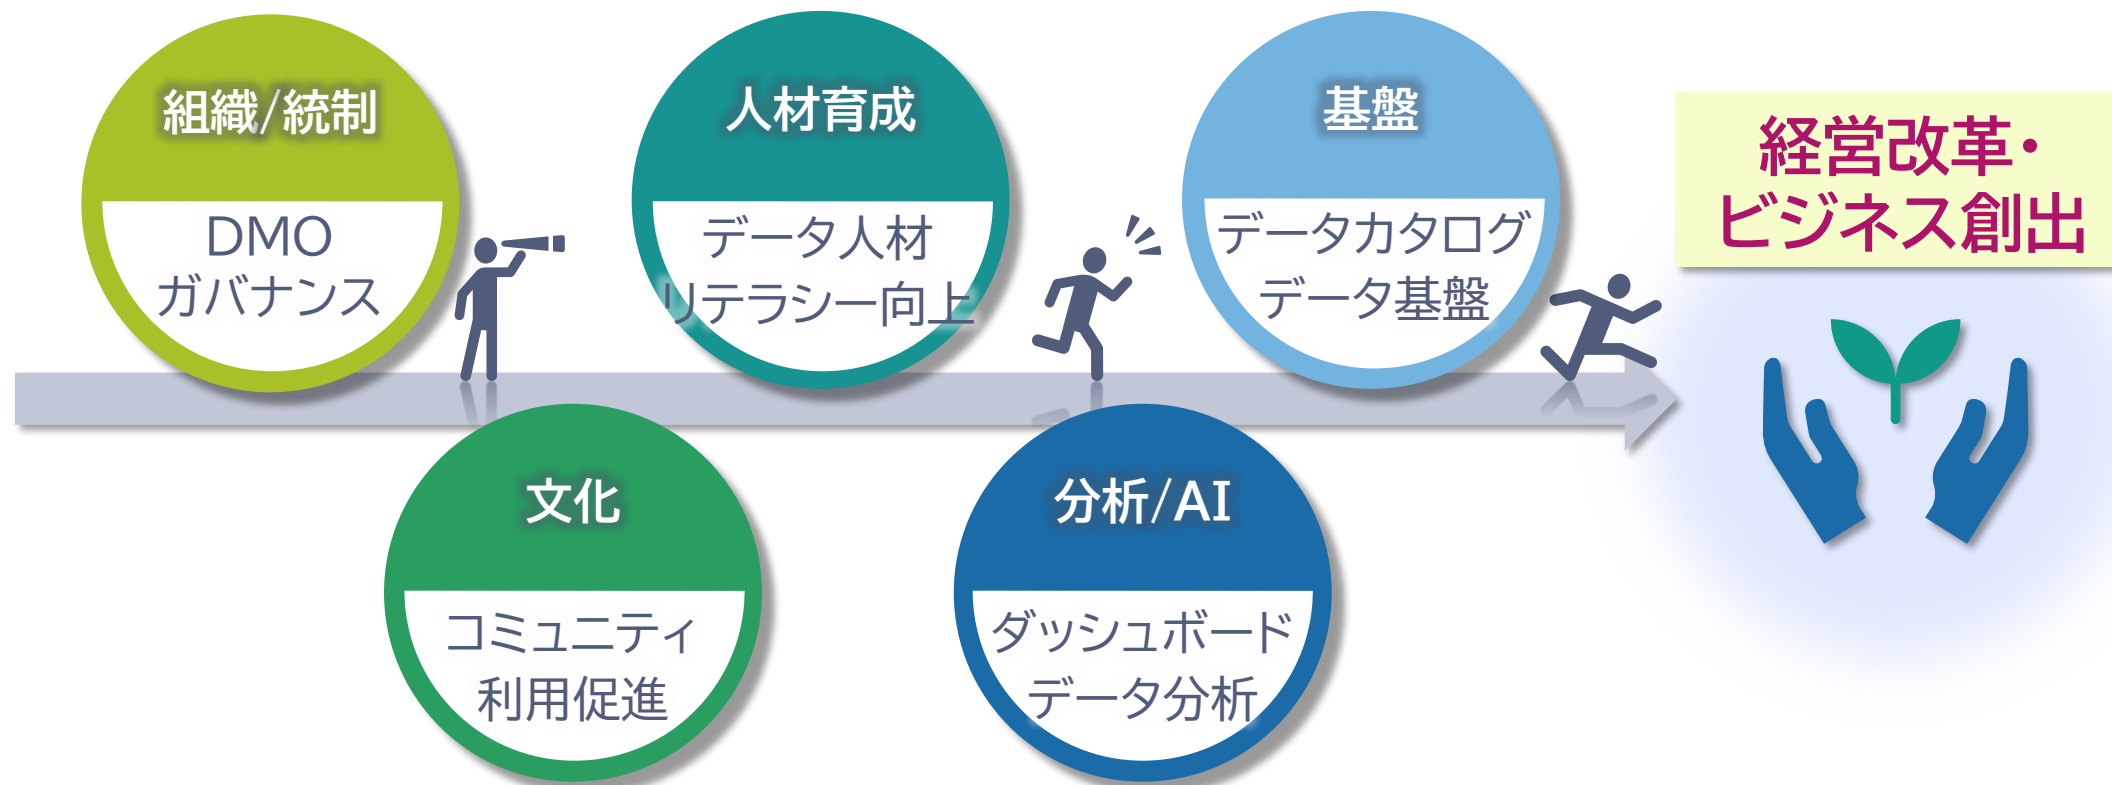 組織/統制
DMO
ガバナンス
文化
コミュニティ
利用促進
人材育成
データ人材
リテラシー向上
分析/AI
ダッシュボード
データ分析
基盤
データカタログ
データ基盤
経営改革・
ビジネス創出